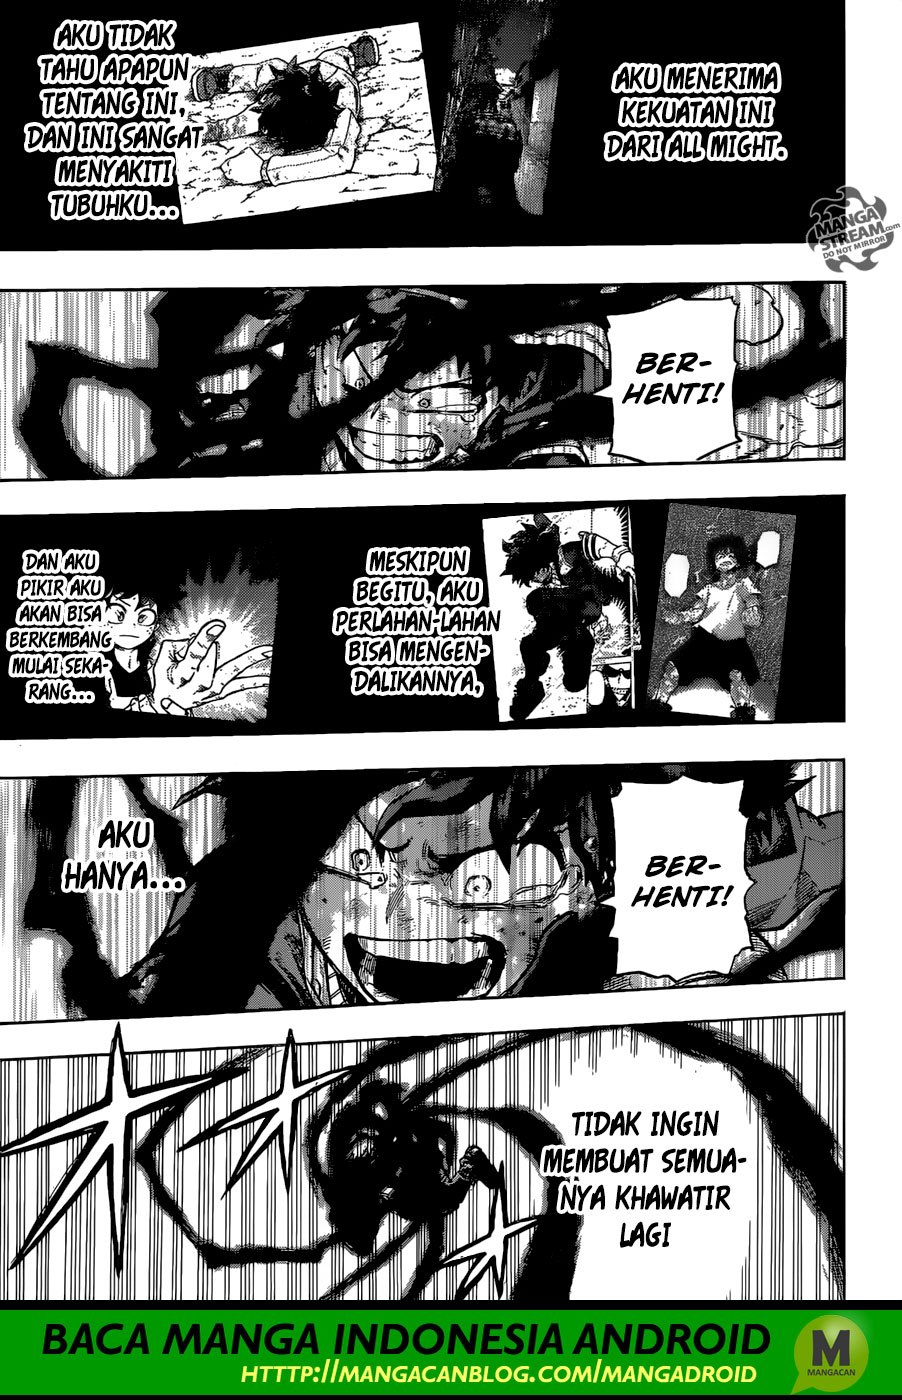 AKU MENERIMA
KEKUATAN INI
DARI ALL MIGHT.
AKU TIDAK
TAHU APAPUN
TENTANG INI,
DAN INI SANGAT
MENYAKITI
TUBUHKU...
MANGA
STREAM.com
DO NOT MIRROR
BER-
HENTI!
MESKIPUN
BEGITU, AKU
PERLAHAN-LAHAN
BISA MENGEN-
DALIKANNYA,
DAN AKU
PIKIR AKU
AKAN BISA
BERKEMBANG
MULAI SEKA-
RANG...
BER-
HENTI!
AKU
HANYA...
TIDAK INGIN
MEMBUAT SEMUA-
NYA KHAWATIR
LAGI
BACA MANGA INDONESIA ANDROID
HTTTP://MANGACANBLOG.COM/MANGADROID
M
MANGACAN